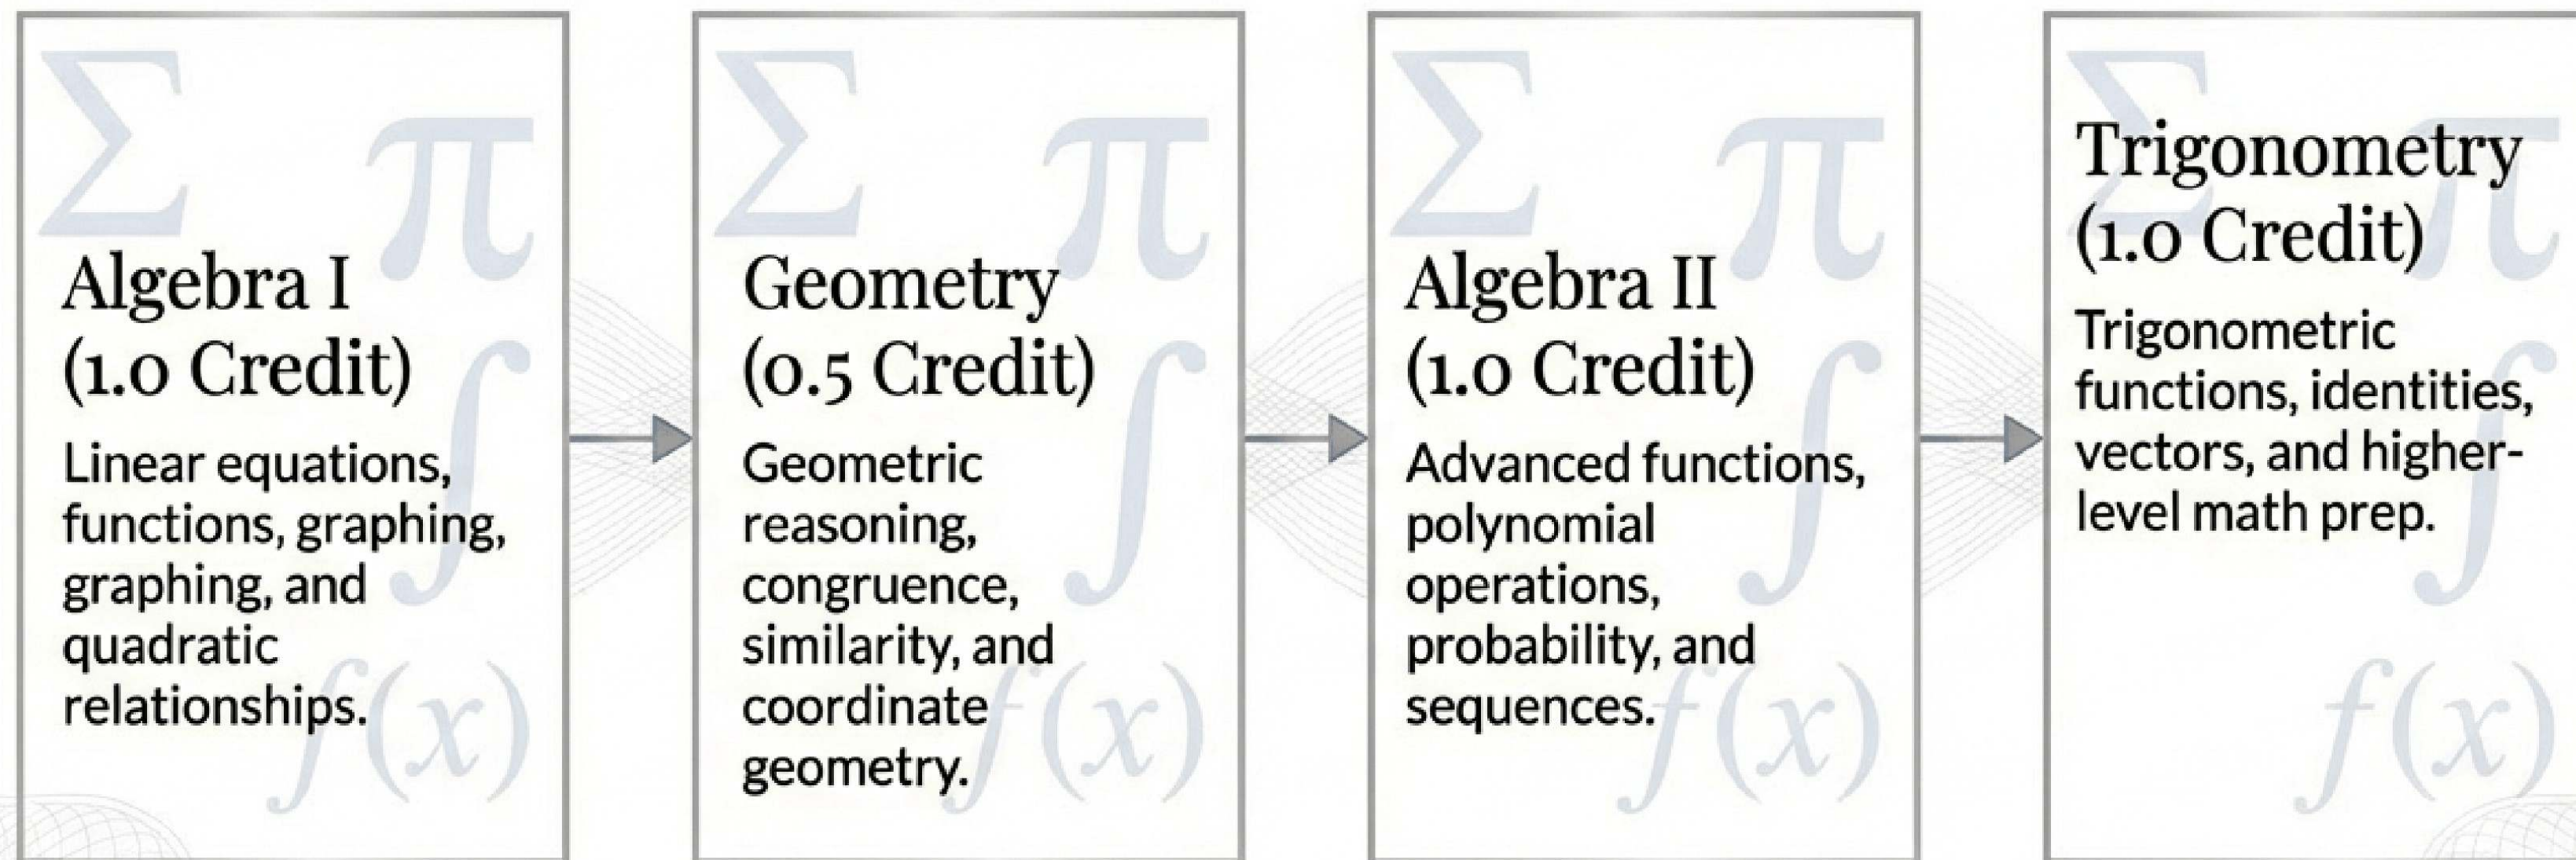 Σ π
Algebra I
(1.0 Credit)
∫
Linear equations,
functions, graphing,
graphing, and
quadratic
relationships.
f(x)
Σ π
Geometry
(0.5 Credit)
∫
Geometric
reasoning,
congruence,
similarity, and
coordinate
geometry.
f(x)
Σ π
Algebra II
(1.0 Credit)
∫
Advanced functions,
polynomial
operations,
probability, and
sequences.
f(x)
Σ π
Trigonometry
(1.0 Credit)
∫
Trigonometric
functions, identities,
vectors, and higher-
level math prep.
f(x)